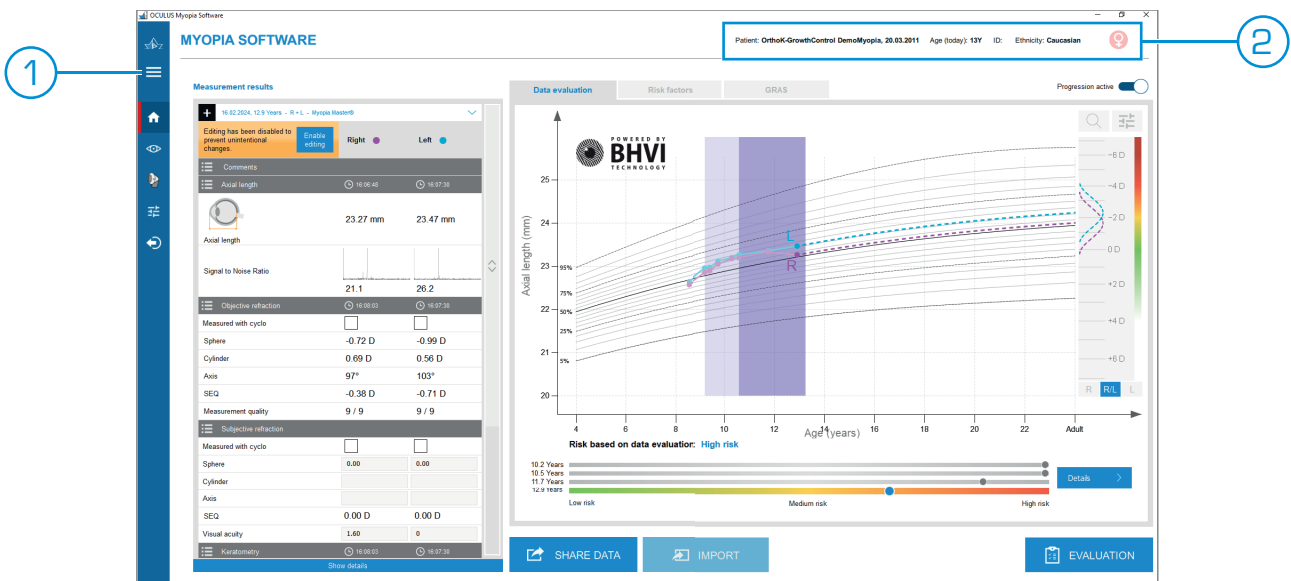 OCULUS Myopia Software
1
MYOPIA SOFTWARE
Patient: OrthoK-GrowthControl DemoMyopia, 20.03.2011 Age (today): 13Y ID: Ethnicity: Caucasian
2
Measurement results
16.02.2024, 12.9 Years - R + L - Myopia Master®
Editing has been disabled to
prevent unintentional
changes.
Enable
editing
Right
Left
Comments
Axial length 16:06:48 16:07:30
23.27 mm 23.47 mm
Axial length
Signal to Noise Ratio
21.1 26.2
Objective refraction 16:08:03 16:07:30
Measured with cyclo
Sphere -0.72 D -0.99 D
Cylinder 0.69 D 0.56 D
Axis 97° 103°
SEQ -0.38 D -0.71 D
Measurement quality 9 / 9 9 / 9
Subjective refraction
Measured with cyclo
Sphere 0.00 0.00
Cylinder
Axis
SEQ 0.00 D 0.00 D
Visual acuity 1.60 0
Keratometry 16:08:03 16:07:30
Show details
Data evaluation Risk factors GRAS
Progression active
POWERED BY
BHVI
TECHNOLOGY
Axial length (mm)
25
24
23
22
21
20
95%
75%
50%
25%
5%
L
R
-6 D
-4 D
-2 D
0 D
+2 D
+4 D
+6 D
R R/L L
4 6 8 10 12 14 16 18 20 22 Adult
Age (years)
Risk based on data evaluation: High risk
10.2 Years
10.5 Years
11.7 Years
12.9 Years
Low risk Medium risk High risk
Details
SHARE DATA
IMPORT
EVALUATION